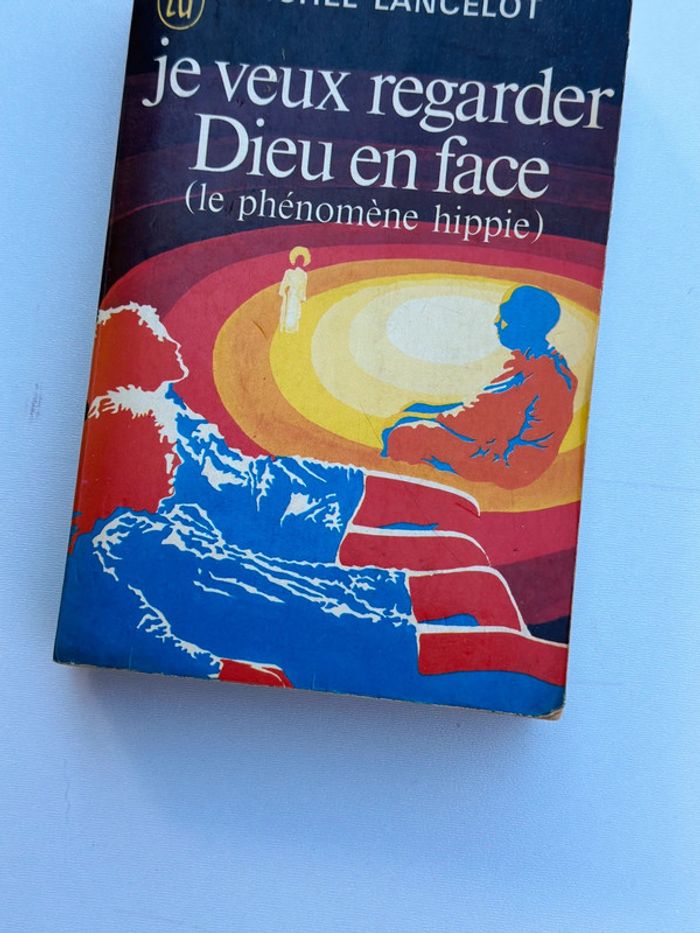 LANCELOT
je veux regarder
Dieu en face
(le phénomène hippie)